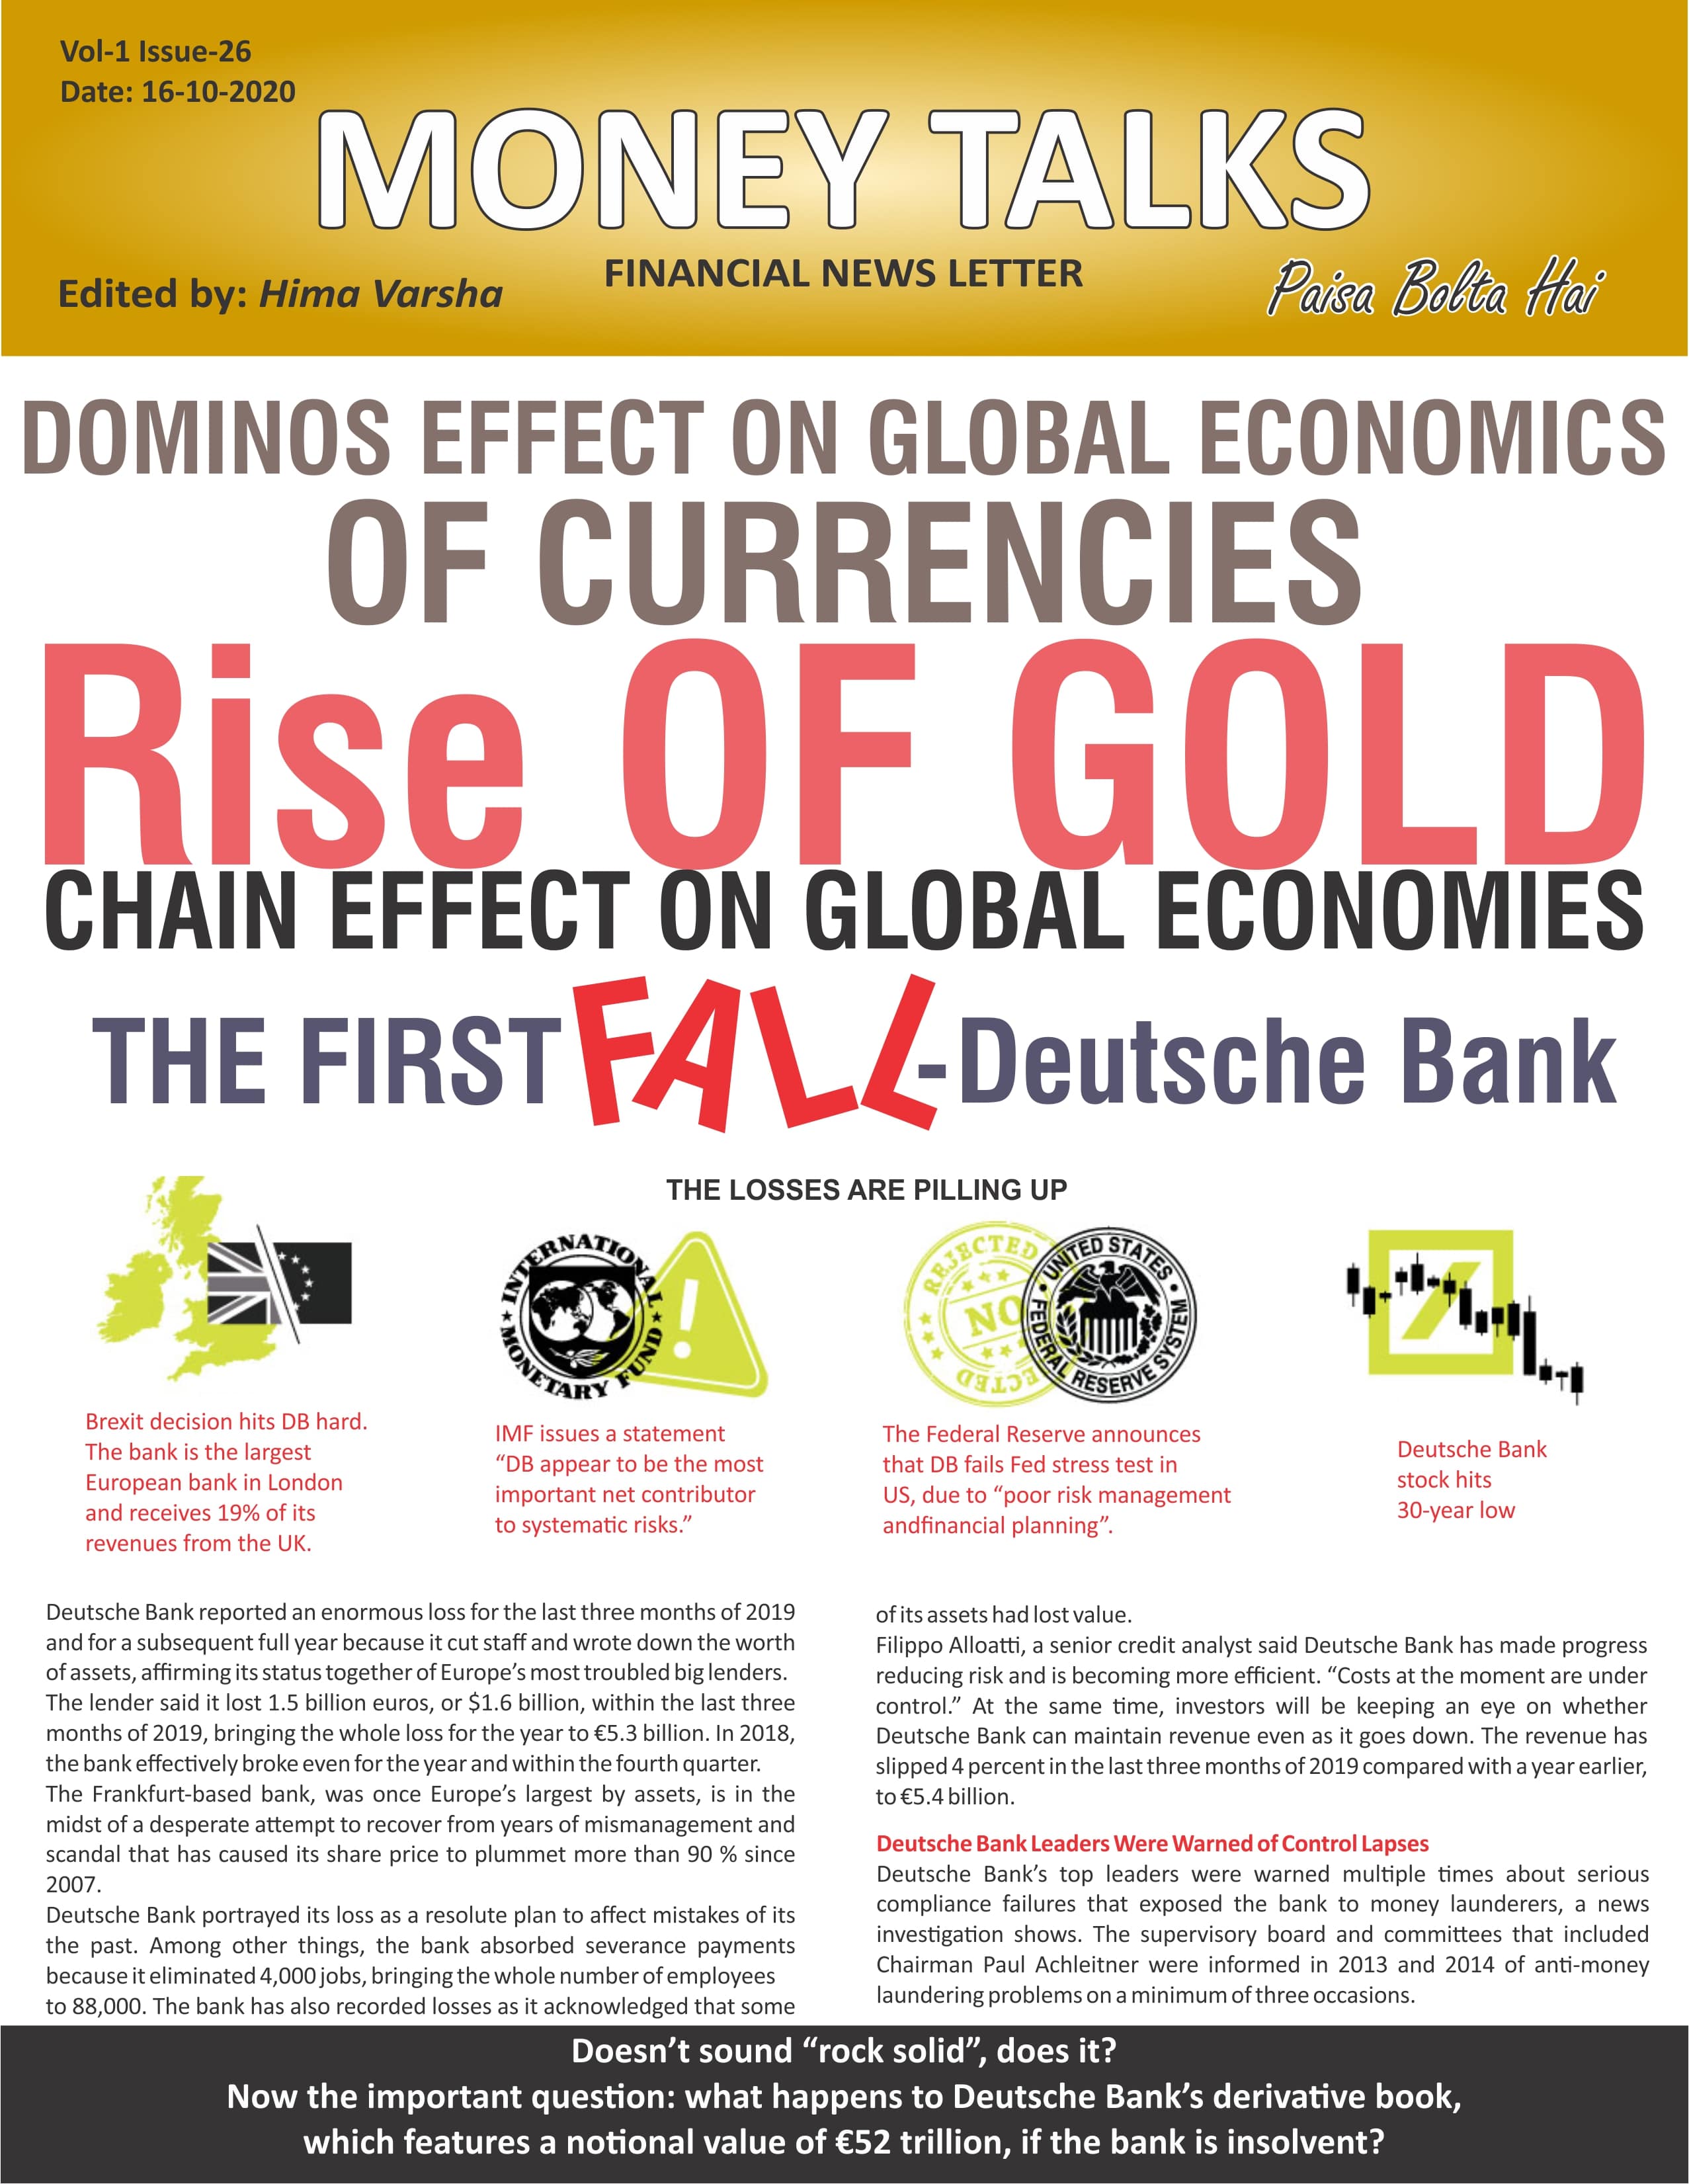 Vol-1 Issue-26
Date: 16-10-2020
MONEY TALKS
FINANCIAL NEWS LETTER
Edited by: Hima Varsha
Paisa Bolta Hai
DOMINOS EFFECT ON GLOBAL ECONOMICS
OF CURRENCIES
Rise OF GOLD
CHAIN EFFECT ON GLOBAL ECONOMIES
THE FIRST FALL-Deutsche Bank
THE LOSSES ARE PILLING UP
Brexit decision hits DB hard.
The bank is the largest
European bank in London
and receives 19% of its
revenues from the UK.
INTERNATIONAL MONETARY FUND
!
IMF issues a statement
“DB appear to be the most
important net contributor
to systematic risks.”
REJECTED
NO
UNITED STATES
FEDERAL RESERVE SYSTEM
The Federal Reserve announces
that DB fails Fed stress test in
US, due to “poor risk management
andfinancial planning”.
Deutsche Bank
stock hits
30-year low
Deutsche Bank reported an enormous loss for the last three months of 2019
and for a subsequent full year because it cut staff and wrote down the worth
of assets, affirming its status together of Europe’s most troubled big lenders.
The lender said it lost 1.5 billion euros, or $1.6 billion, within the last three
months of 2019, bringing the whole loss for the year to €5.3 billion. In 2018,
the bank effectively broke even for the year and within the fourth quarter.
The Frankfurt-based bank, was once Europe’s largest by assets, is in the
midst of a desperate attempt to recover from years of mismanagement and
scandal that has caused its share price to plummet more than 90 % since
2007.
Deutsche Bank portrayed its loss as a resolute plan to affect mistakes of its
the past. Among other things, the bank absorbed severance payments
because it eliminated 4,000 jobs, bringing the whole number of employees
to 88,000. The bank has also recorded losses as it acknowledged that some
of its assets had lost value.
Filippo Alloatti, a senior credit analyst said Deutsche Bank has made progress
reducing risk and is becoming more efficient. “Costs at the moment are under
control.” At the same time, investors will be keeping an eye on whether
Deutsche Bank can maintain revenue even as it goes down. The revenue has
slipped 4 percent in the last three months of 2019 compared with a year earlier,
to €5.4 billion.
Deutsche Bank Leaders Were Warned of Control Lapses
Deutsche Bank’s top leaders were warned multiple times about serious
compliance failures that exposed the bank to money launderers, a news
investigation shows. The supervisory board and committees that included
Chairman Paul Achleitner were informed in 2013 and 2014 of anti-money
laundering problems on a minimum of three occasions.
Doesn’t sound “rock solid”, does it?
Now the important question: what happens to Deutsche Bank’s derivative book,
which features a notional value of €52 trillion, if the bank is insolvent?